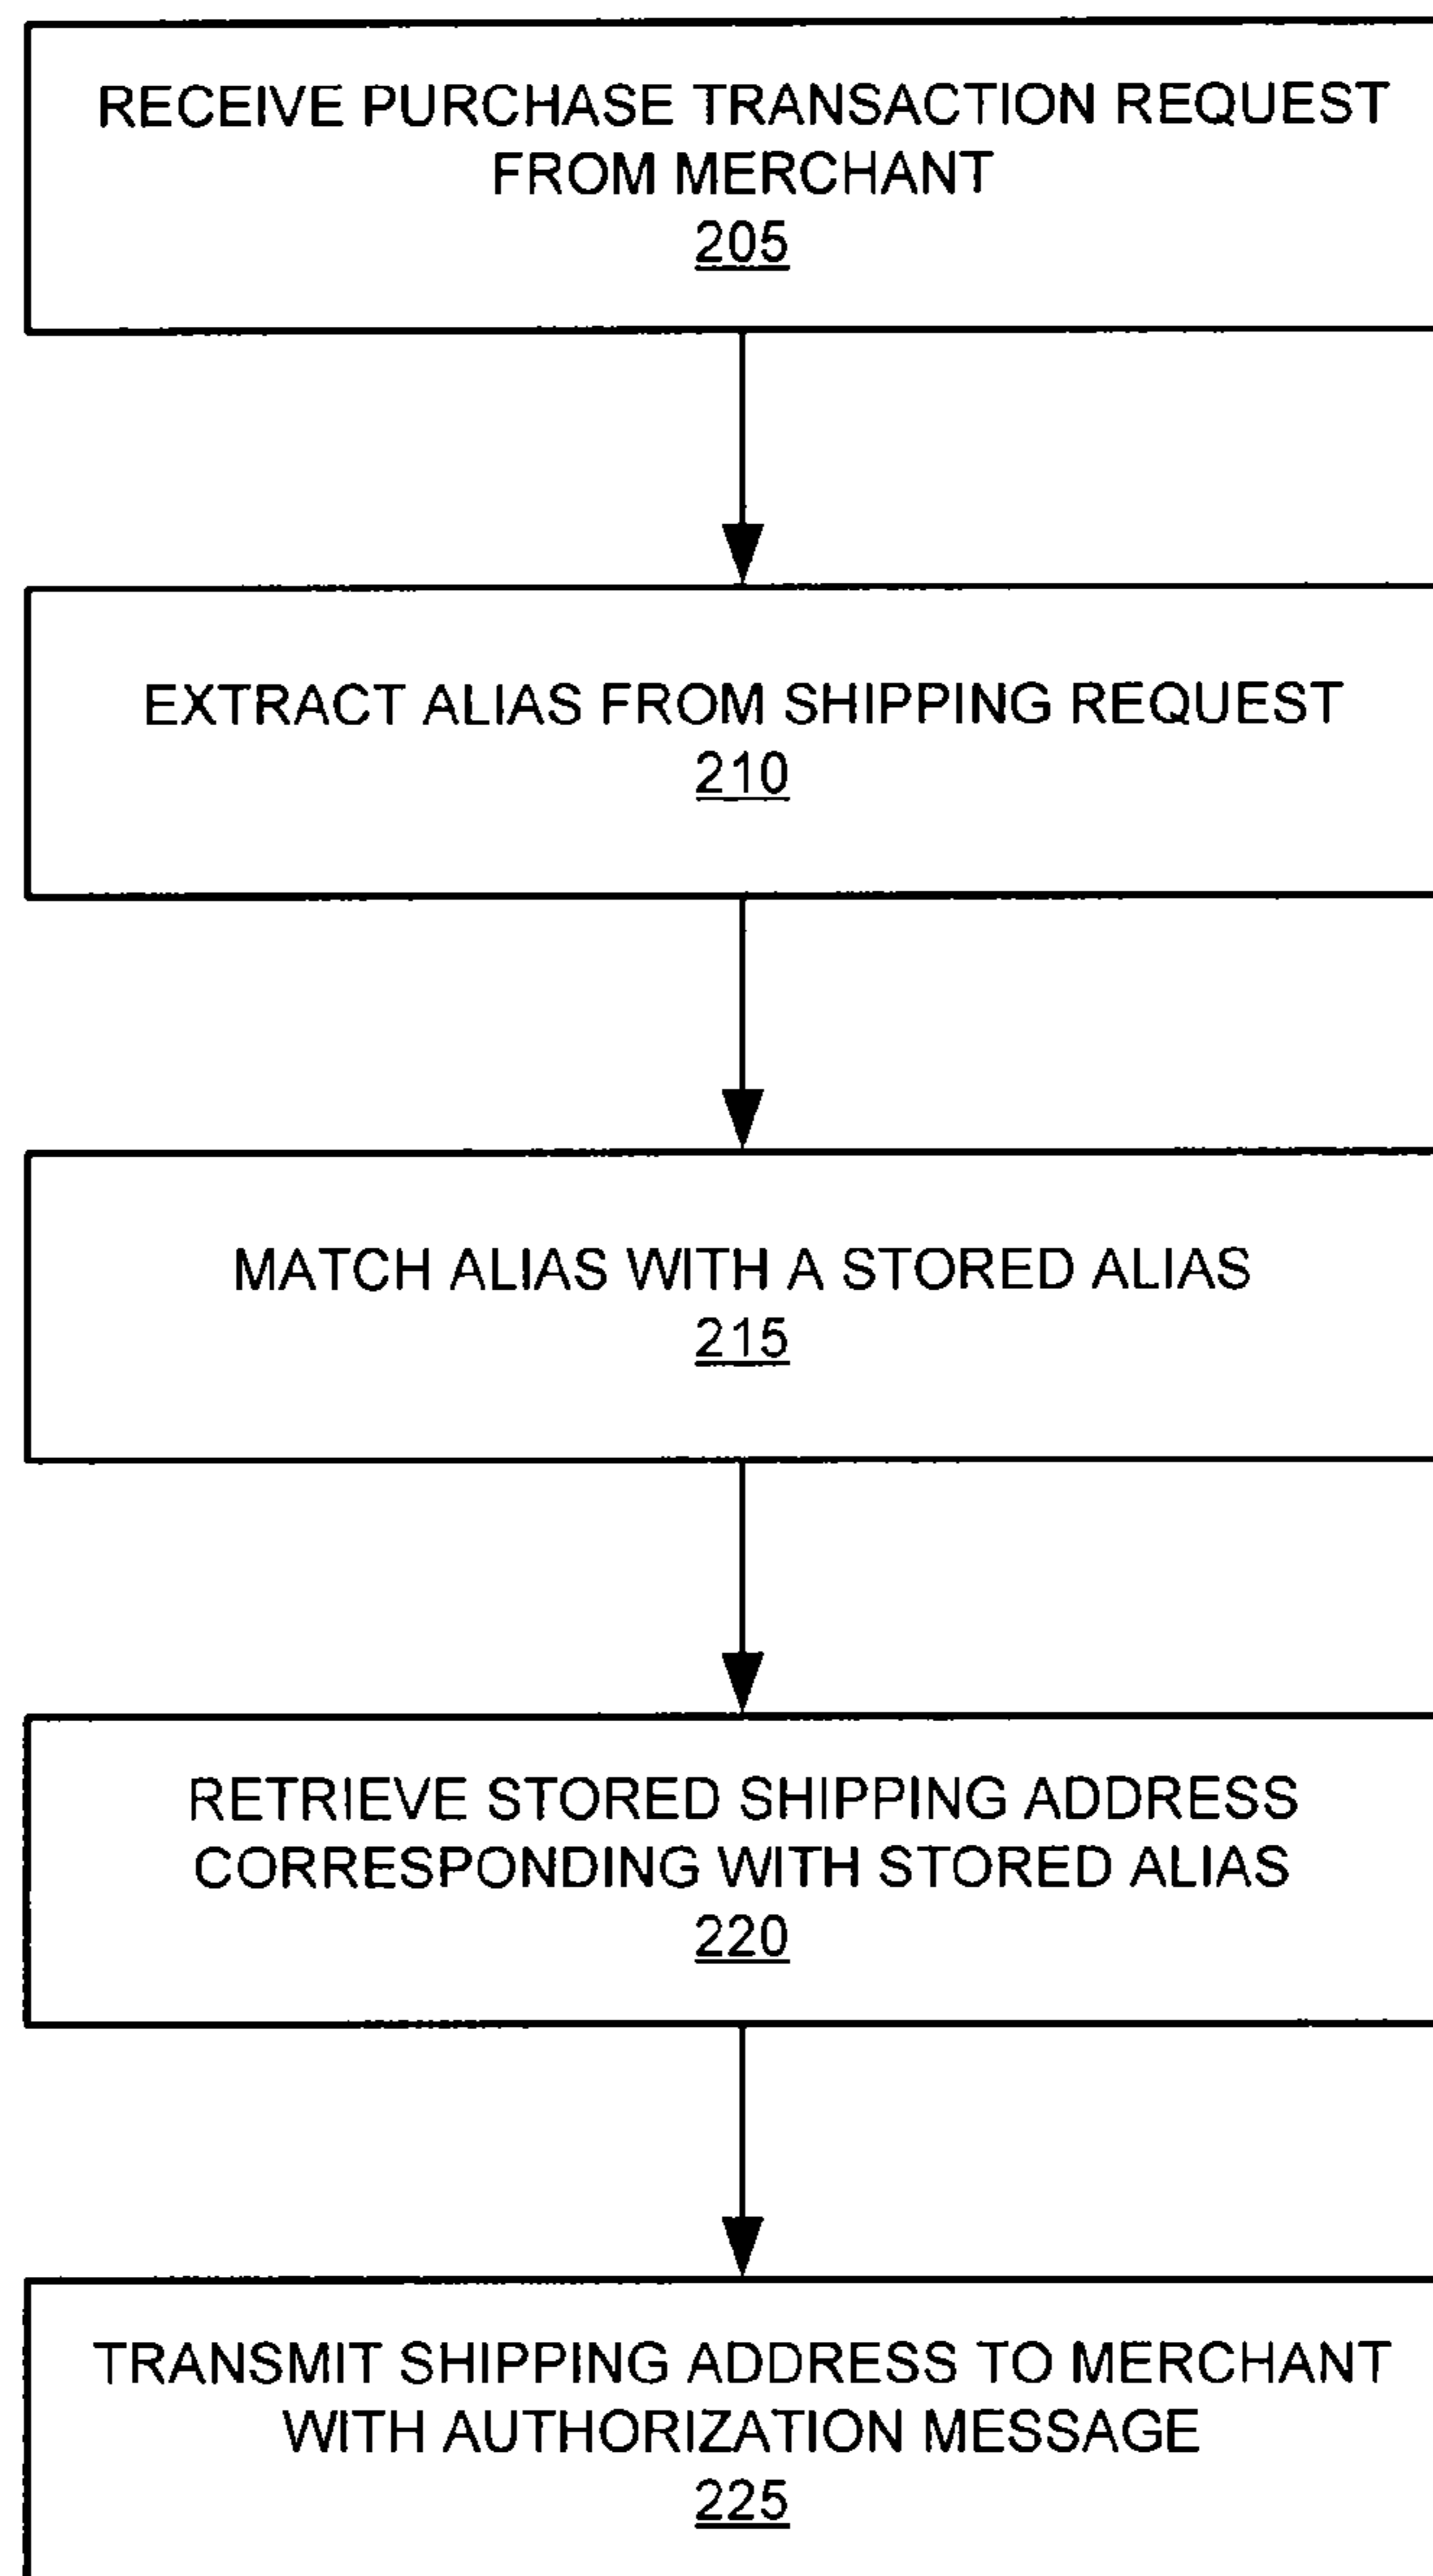 RECEIVE PURCHASE TRANSACTION REQUEST
FROM MERCHANT
205
EXTRACT ALIAS FROM SHIPPING REQUEST
210
MATCH ALIAS WITH A STORED ALIAS
215
RETRIEVE STORED SHIPPING ADDRESS
CORRESPONDING WITH STORED ALIAS
220
TRANSMIT SHIPPING ADDRESS TO MERCHANT
WITH AUTHORIZATION MESSAGE
225